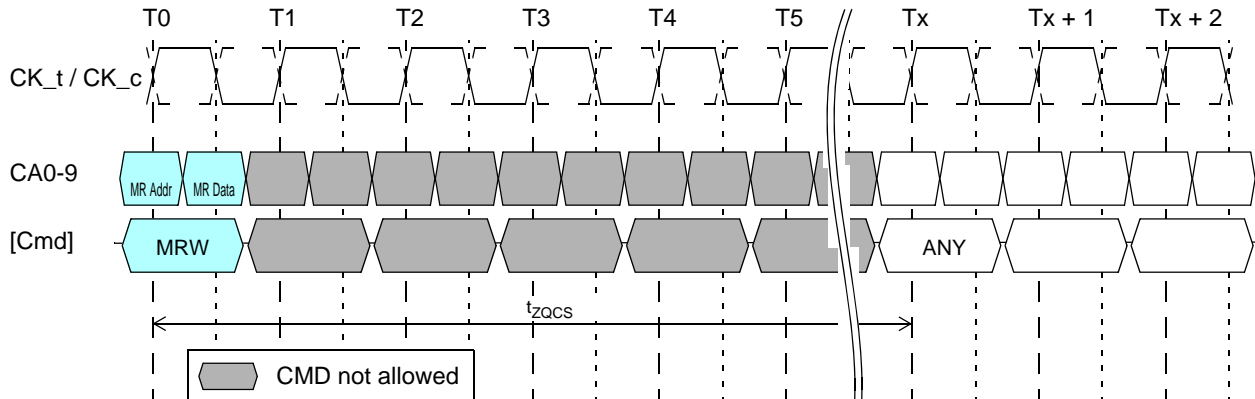 T0 T1 T2 T3 T4 T5 Tx Tx + 1 Tx + 2
CK_t / CK_c
CA0-9
MR Addr MR Data
[Cmd]
MRW ANY
tZQCS
CMD not allowed